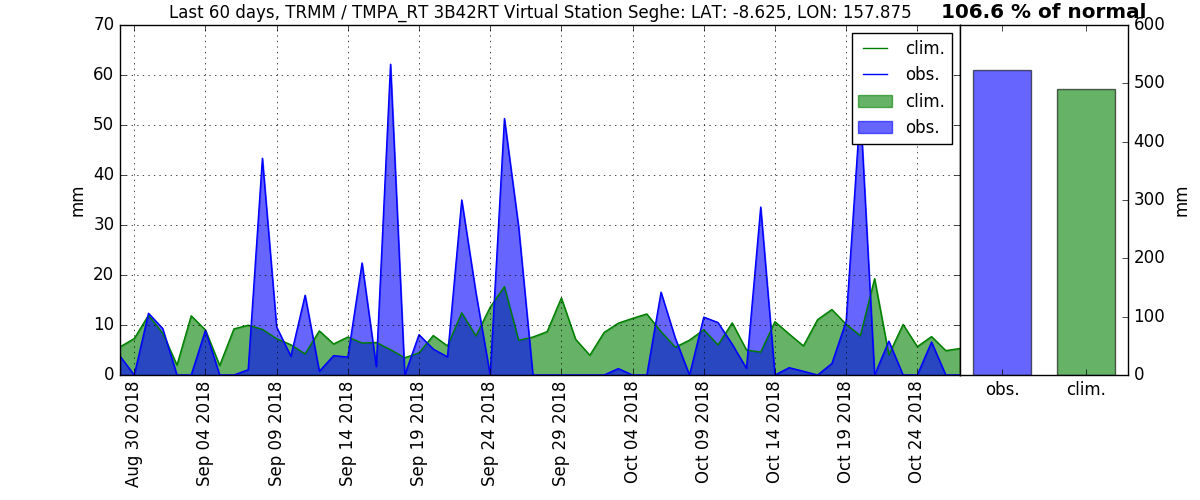 Last 60 days, TRMM / TMPA_RT 3B42RT Virtual Station Seghe: LAT: -8.625, LON: 157.875
106.6 % of normal
70
60
50
40
30
20
10
0
mm
clim.
obs.
clim.
obs.
600
500
400
300
200
100
0
mm
Aug 30 2018
Sep 04 2018
Sep 09 2018
Sep 14 2018
Sep 19 2018
Sep 24 2018
Sep 29 2018
Oct 04 2018
Oct 09 2018
Oct 14 2018
Oct 19 2018
Oct 24 2018
obs.
clim.